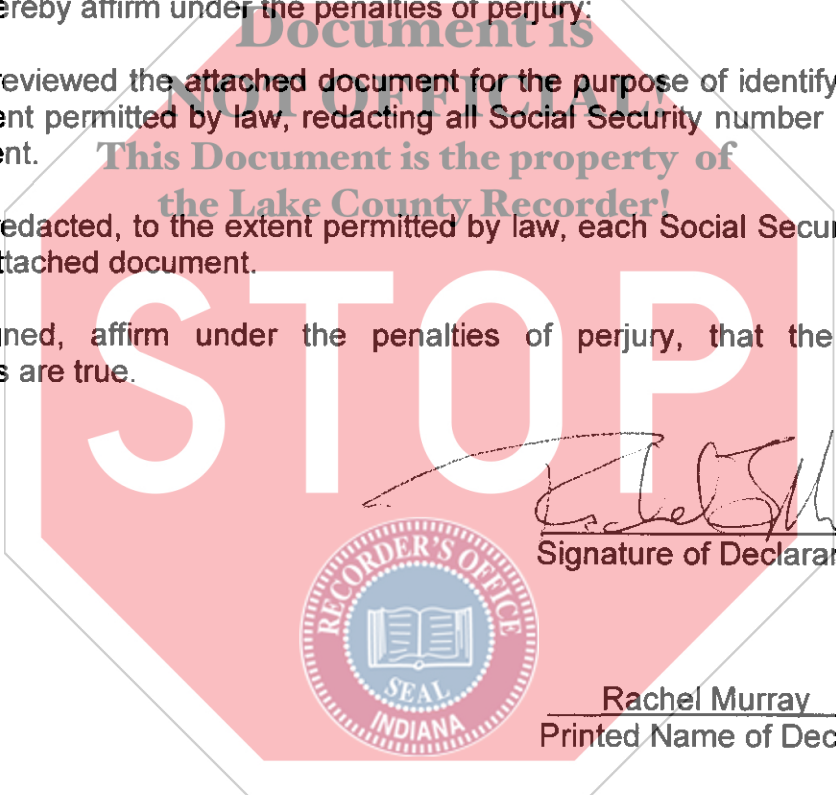 ereby affirm under the penalties of perjury:
Document is
eviewed the attached document for the purpose of identify
NOT OFFICIAL!
ent permitted by law, redacting all Social Security number
ent.
This Document is the property of
the Lake County Recorder!
edacted, to the extent permitted by law, each Social Secur
ttached document.
ned, affirm under the penalties of perjury, that the
s are true.
STOP
Signature of Declaran
RECORDER'S OFFICE
SEAL
INDIANA
Rachel Murray
Printed Name of Dec